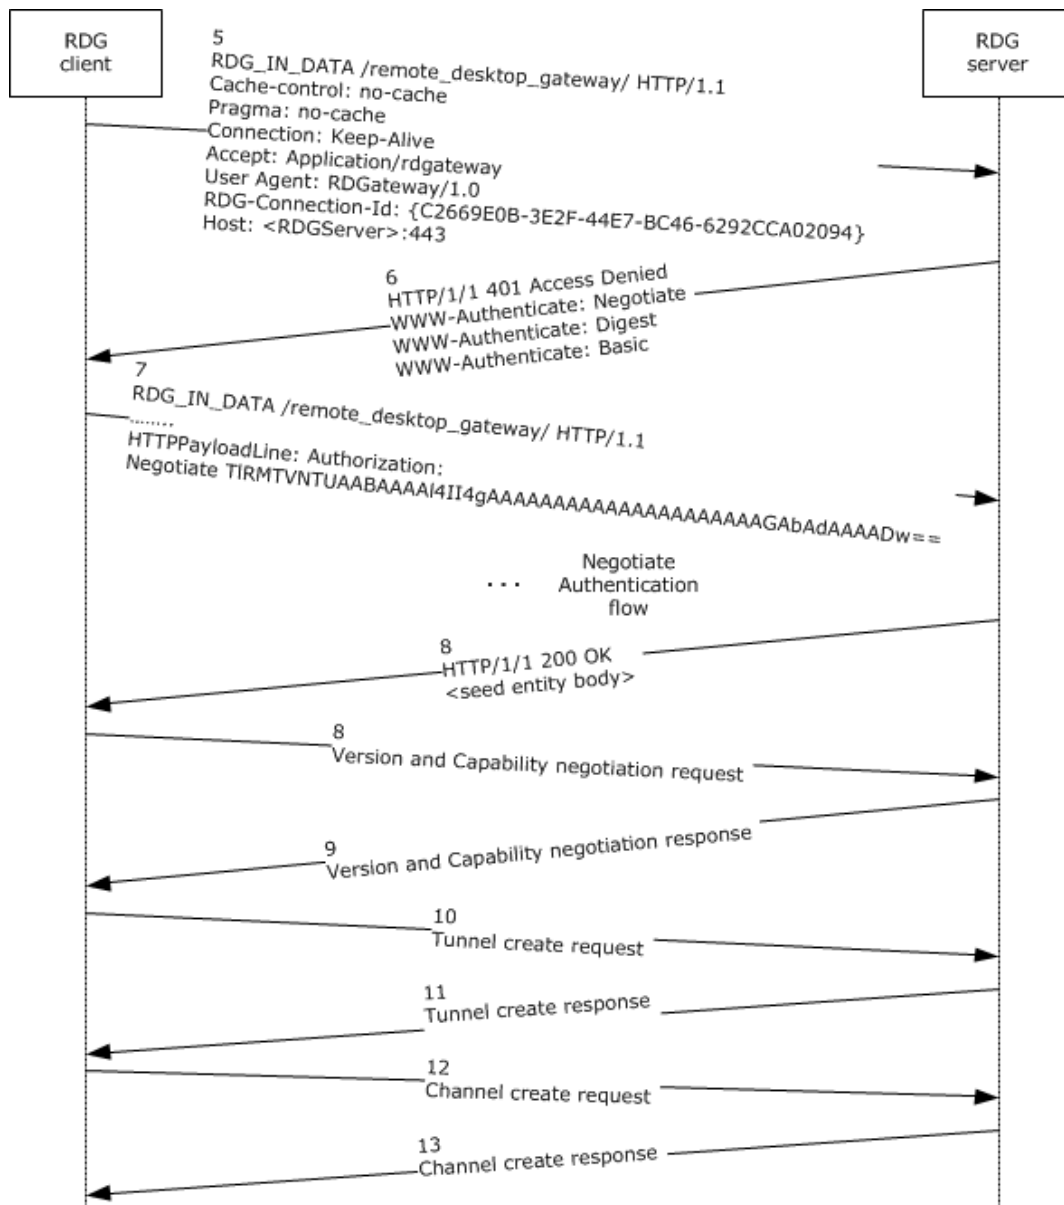 RDG
client
RDG
server
5
RDG_IN_DATA /remote_desktop_gateway/ HTTP/1.1
Cache-control: no-cache
Pragma: no-cache
Connection: Keep-Alive
Accept: Application/rdgateway
User Agent: RDGateway/1.0
RDG-Connection-Id: {C2669E0B-3E2F-44E7-BC46-6292CCA02094}
Host: <RDGServer>:443
6
HTTP/1/1 401 Access Denied
WWW-Authenticate: Negotiate
WWW-Authenticate: Digest
WWW-Authenticate: Basic
7
RDG_IN_DATA /remote_desktop_gateway/ HTTP/1.1
........
HTTPPayloadLine: Authorization:
Negotiate TlRMTVNTUAABAAAAl4II4gAAAAAAAAAAAAAAAAAAAAAGAbAdAAAADw==
... Negotiate
Authentication
flow
8
HTTP/1/1 200 OK
<seed entity body>
8
Version and Capability negotiation request
9
Version and Capability negotiation response
10
Tunnel create request
11
Tunnel create response
12
Channel create request
13
Channel create response